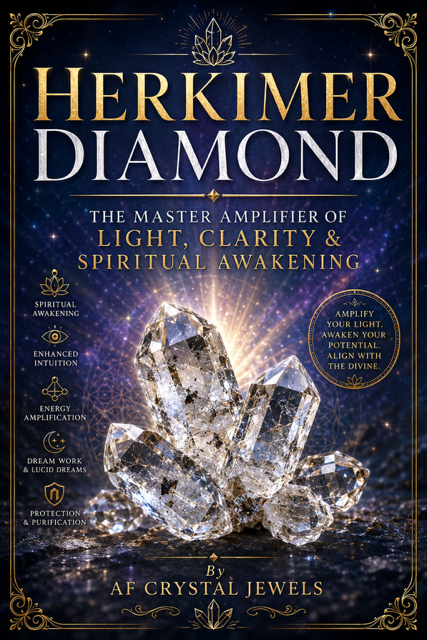 HERKIMER
DIAMOND
THE MASTER AMPLIFIER OF
LIGHT, CLARITY &
SPIRITUAL AWAKENING
SPIRITUAL
AWAKENING
ENHANCED
INTUITION
ENERGY
AMPLIFICATION
DREAM WORK
& LUCID DREAMS
PROTECTION
& PURIFICATION
AMPLIFY
YOUR LIGHT.
AWAKEN YOUR
POTENTIAL.
ALIGN WITH
THE DIVINE.
By
AF CRYSTAL JEWELS